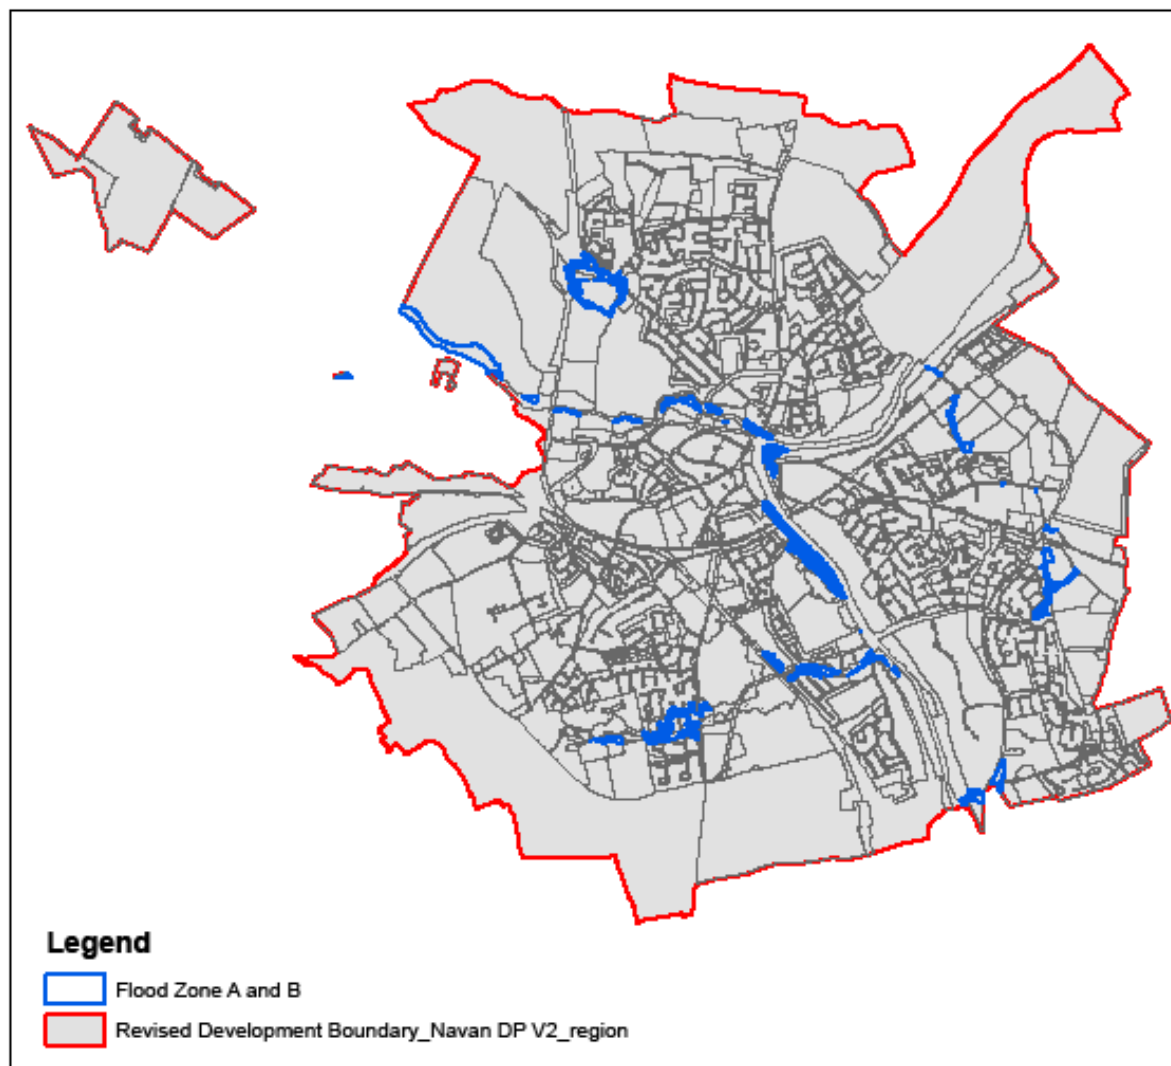 Legend
Flood Zone A and B
Revised Development Boundary_Navan DP V2_region